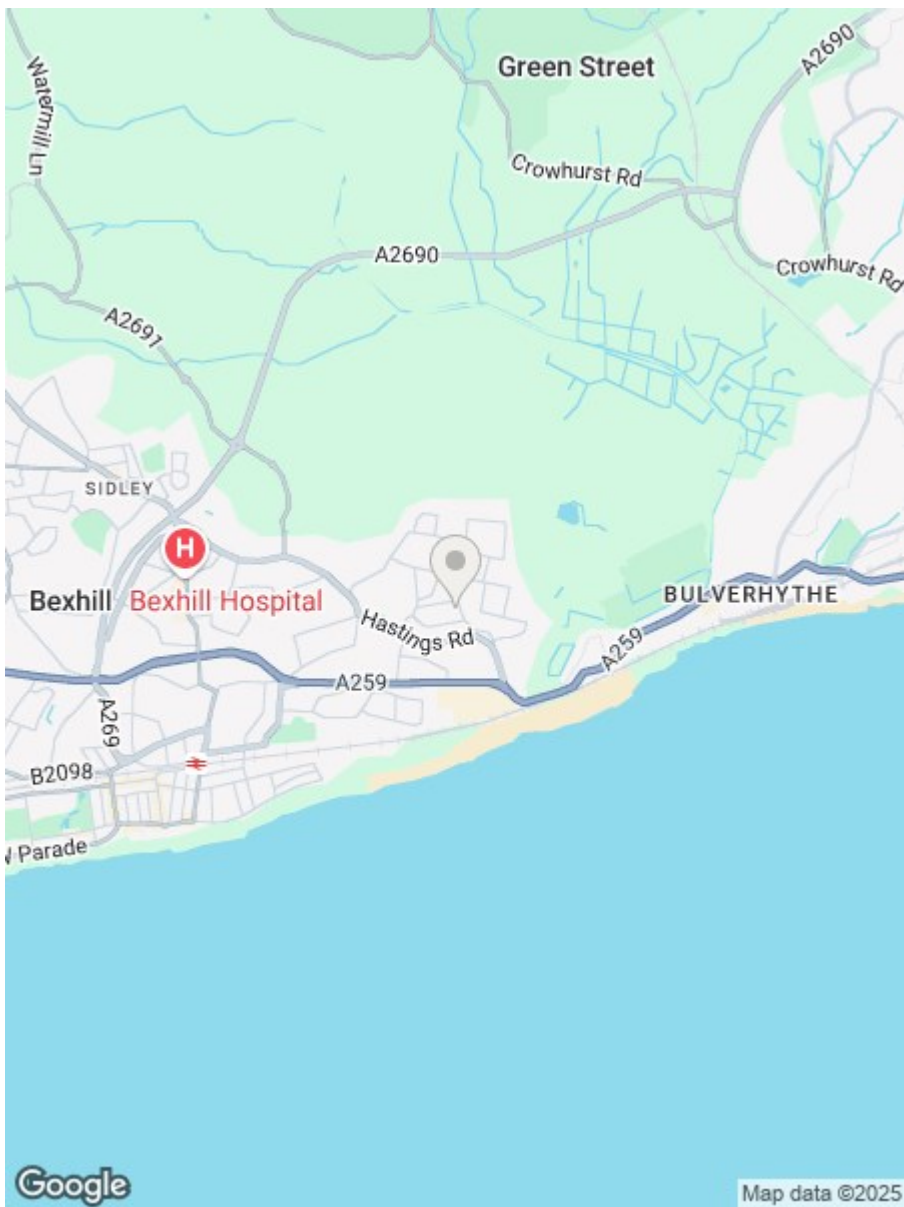 Green Street
A2690
Watermill Ln
Crowhurst Rd
A2690
Crowhurst Rd
A2691
SIDLEY
H
Bexhill
Bexhill Hospital
BULVERHYTHE
Hastings Rd
A259
A259
A269
B2098
W Parade
Google
Map data ©2025